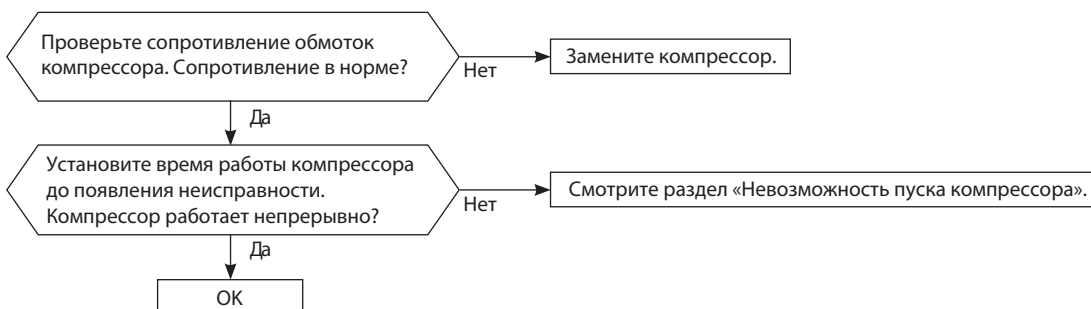 Проверьте сопротивление обмоток
компрессора. Сопротивление в норме?
Нет
Замените компрессор.
Да
Установите время работы компрессора
до появления неисправности.
Компрессор работает непрерывно?
Нет
Смотрите раздел «Невозможность пуска компрессора».
Да
OK